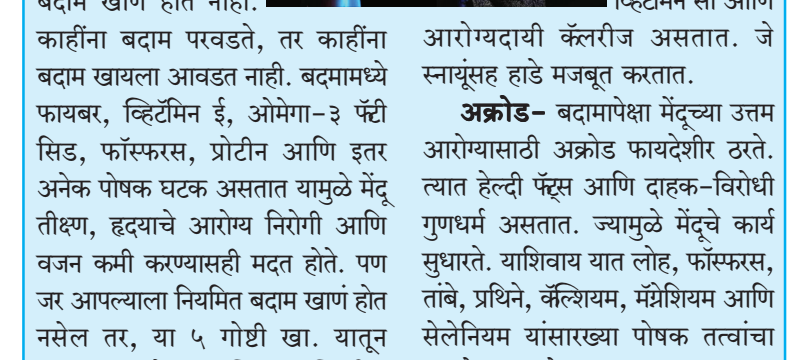 बदाम खाणं होत नाही.
काहींना बदाम परवडते, तर काहींना
बदाम खायला आवडत नाही. बदमामध्ये
फायबर, व्हिटॅमिन ई, ओमेगा-३ फॅटी
सिड, फॉस्फरस, प्रोटीन आणि इतर
अनेक पोषक घटक असतात यामुळे मेंदू
तीक्ष्ण, हृदयाचे आरोग्य निरोगी आणि
वजन कमी करण्यासही मदत होते. पण
जर आपल्याला नियमित बदाम खाणं होत
नसेल तर, या ५ गोष्टी खा. यातून
व्हिटॅमिन सी आणि
आरोग्यदायी कॅलरीज असतात. जे
स्नायूंसह हाडे मजबूत करतात.
अक्रोड- बदामापेक्षा मेंदूच्या उत्तम
आरोग्यासाठी अक्रोड फायदेशीर ठरते.
त्यात हेल्दी फॅट्स आणि दाहक-विरोधी
गुणधर्म असतात. ज्यामुळे मेंदूचे कार्य
सुधारते. याशिवाय यात लोह, फॉस्फरस,
तांबे, प्रथिने, कॅल्शियम, मॅग्नेशियम आणि
सेलेनियम यांसारख्या पोषक तत्वांचा